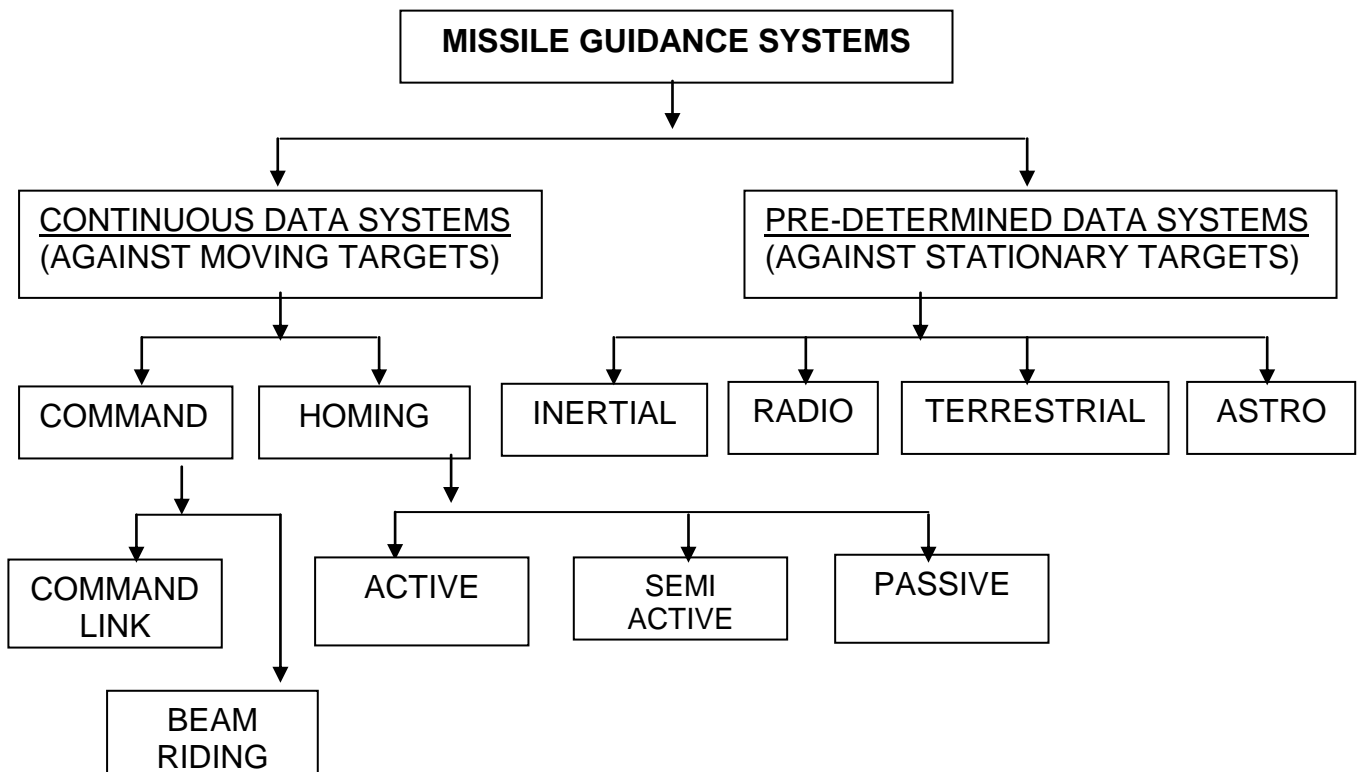 MISSILE GUIDANCE SYSTEMS
CONTINUOUS DATA SYSTEMS
(AGAINST MOVING TARGETS)
PRE-DETERMINED DATA SYSTEMS
(AGAINST STATIONARY TARGETS)
COMMAND
HOMING
INERTIAL
RADIO
TERRESTRIAL
ASTRO
COMMAND
LINK
ACTIVE
SEMI
ACTIVE
PASSIVE
BEAM
RIDING